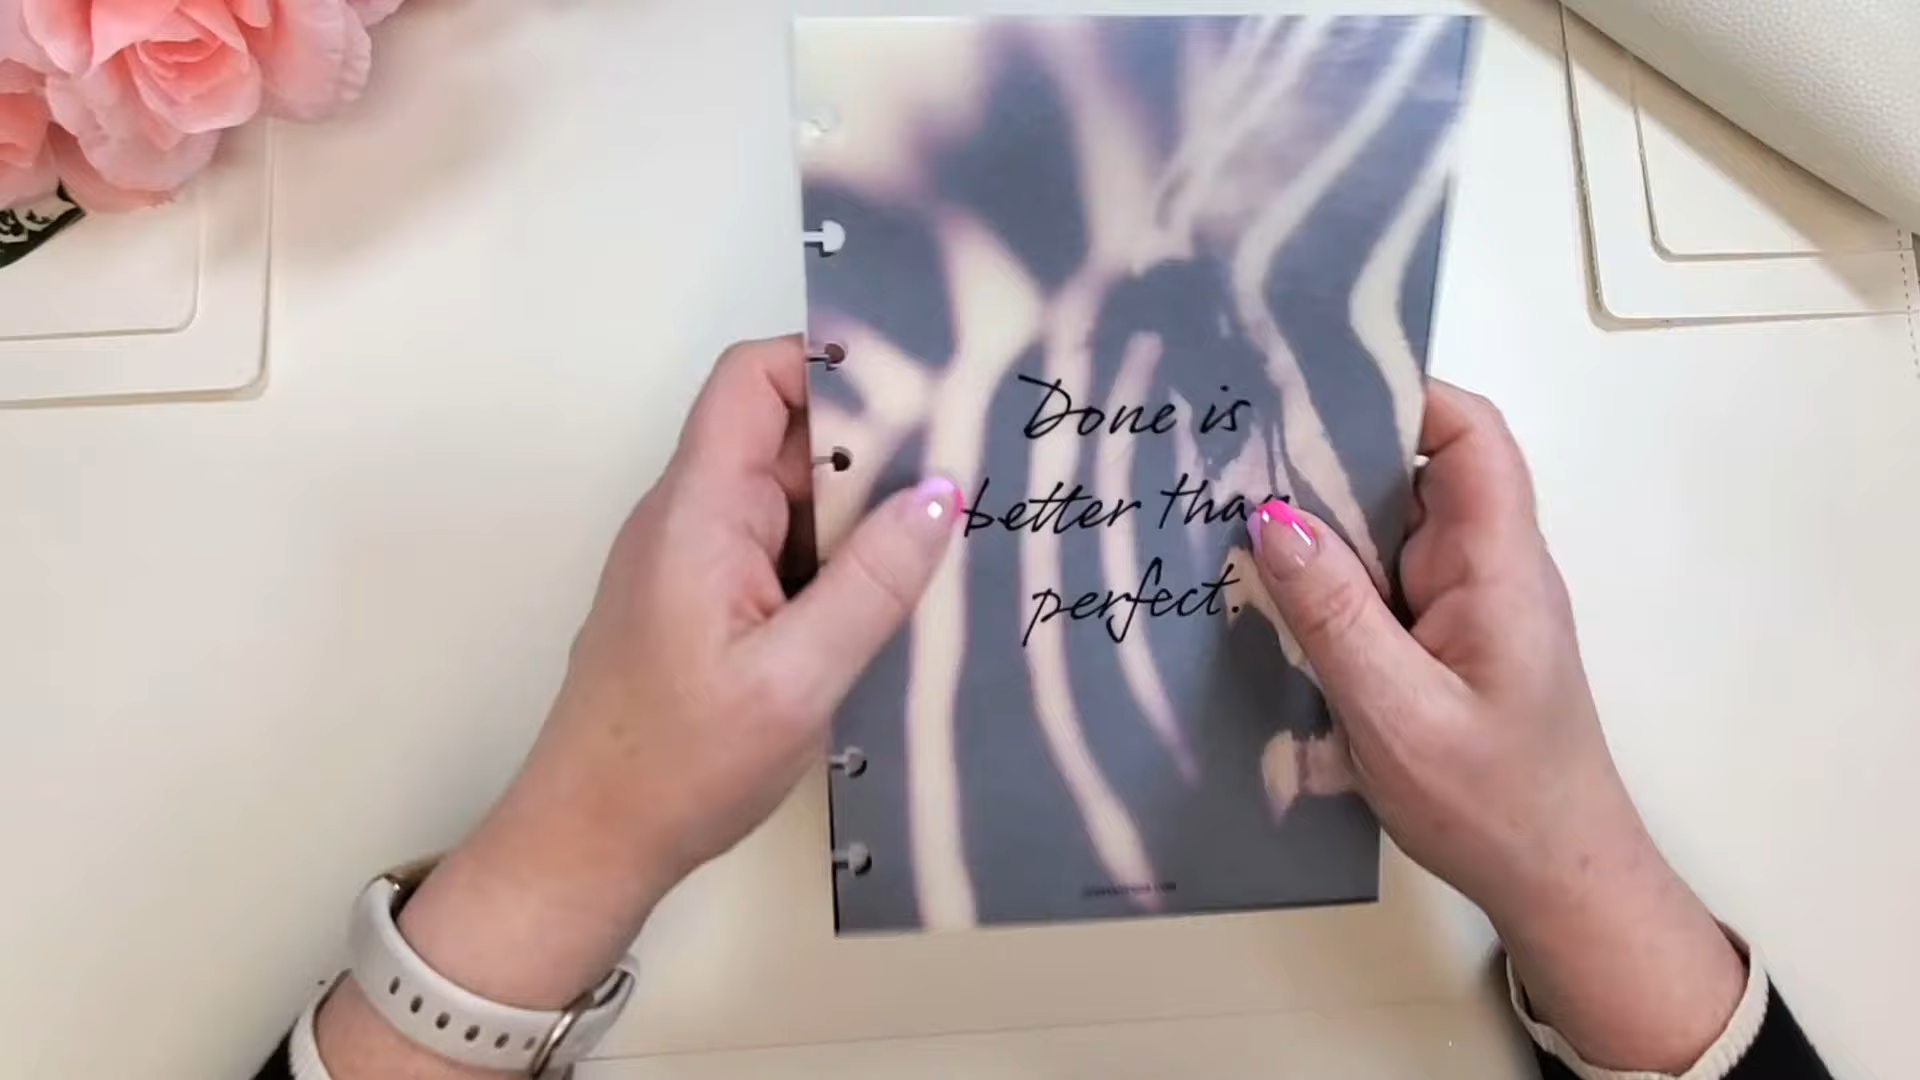 Done is
better than
perfect.